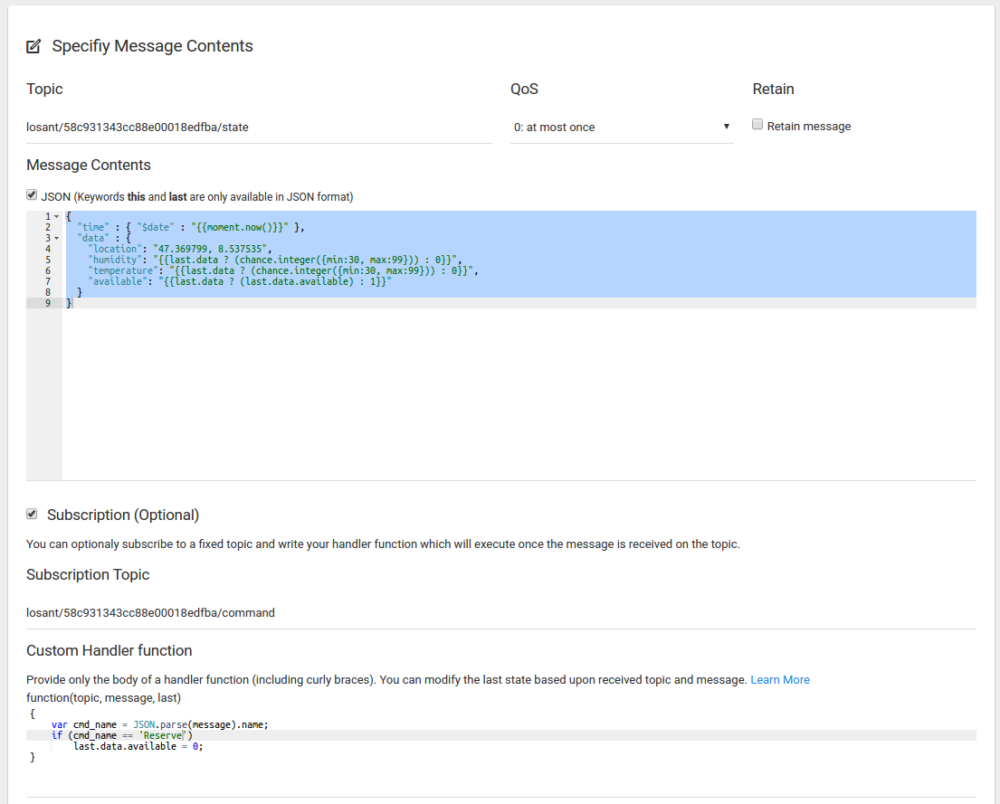 Specifiy Message Contents
Topic QoS Retain
losant/58c931343cc88e00018edfba/state 0: at most once ▼ Retain message
Message Contents
JSON (Keywords this and last are only available in JSON format)
1 {
2 "time" : { "$date" : "{{moment.now()}}" },
3 "data" : {
4 "location": "47.369799, 8.537535",
5 "humidity": "{{last.data ? (chance.integer({min:30, max:99})) : 0}}",
6 "temperature": "{{last.data ? (chance.integer({min:30, max:99})) : 0}}",
7 "available": "{{last.data ? (last.data.available) : 1}}"
8 }
9 }
Subscription (Optional)
You can optionaly subscribe to a fixed topic and write your handler function which will execute once the message is received on the topic.
Subscription Topic
losant/58c931343cc88e00018edfba/command
Custom Handler function
Provide only the body of a handler function (including curly braces). You can modify the last state based upon received topic and message. Learn More
function(topic, message, last)
{
var cmd_name = JSON.parse(message).name;
if (cmd_name == 'Reserve')
last.data.available = 0;
}